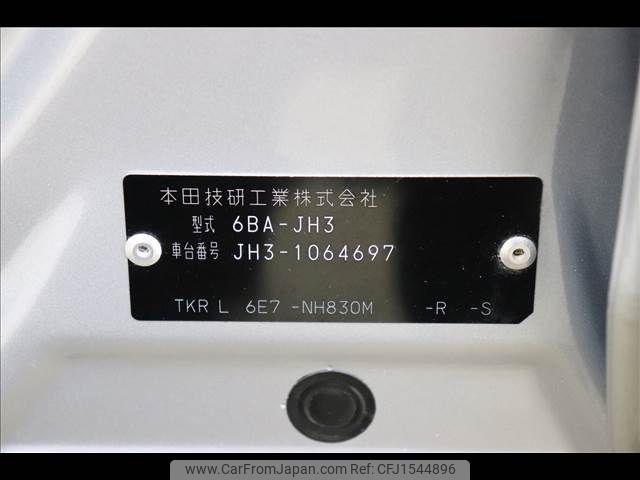 本田技研工業株式会社
型式 6BA-JH3
車台番号 JH3-1064697
TKR L 6E7 -NH830M -R -S
www.CarFromJapan.com - CFJ1544896